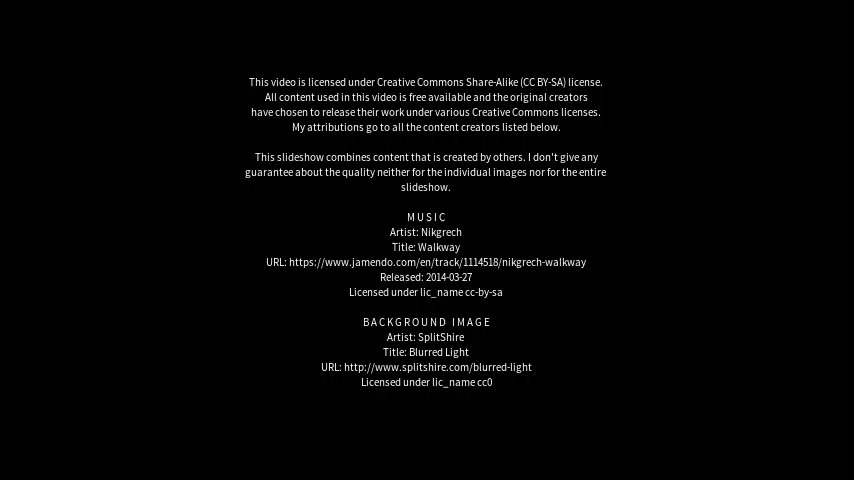 This video is licensed under Creative Commons Share-Alike (CC BY-SA) license.
All content used in this video is free available and the original creators
have chosen to release their work under various Creative Commons licenses.
My attributions go to all the content creators listed below.
This slideshow combines content that is created by others. I don't give any
guarantee about the quality neither for the individual images nor for the entire
slideshow.
MUSIC
Artist: Nikgrech
Title: Walkway
URL: https://www.jamendo.com/en/track/1114518/nikgrech-walkway
Released: 2014-03-27
Licensed under lic_name cc-by-sa
BACKGROUND IMAGE
Artist: SplitShire
Title: Blurred Light
URL: http://www.splitshire.com/blurred-light
Licensed under lic_name cc0